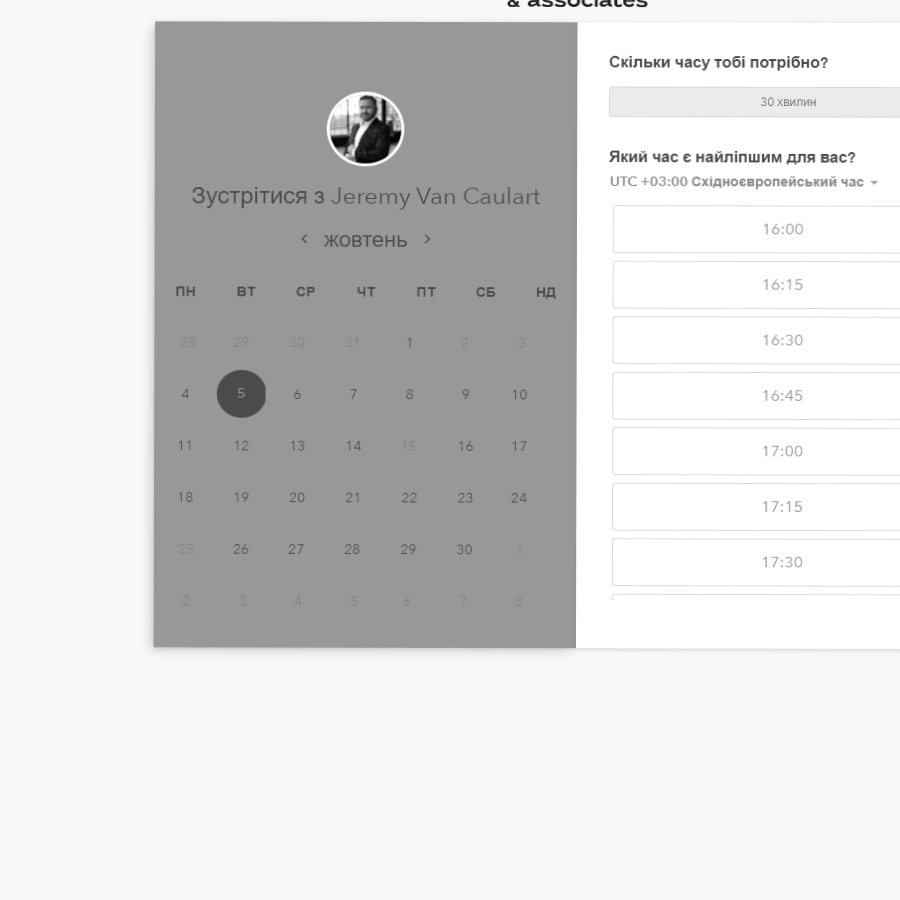 & associates
Зустрітися з Jeremy Van Caulart
жовтень
ПН ВТ СР ЧТ ПТ СБ НД
28 29 30 31 1 2 3
4 5 6 7 8 9 10
11 12 13 14 15 16 17
18 19 20 21 22 23 24
25 26 27 28 29 30 1
2 3 4 5 6 7 8
Скільки часу тобі потрібно?
30 хвилин
Який час є найліпшим для вас?
UTC +03:00 Східноєвропейський час
16:00
16:15
16:30
16:45
17:00
17:15
17:30